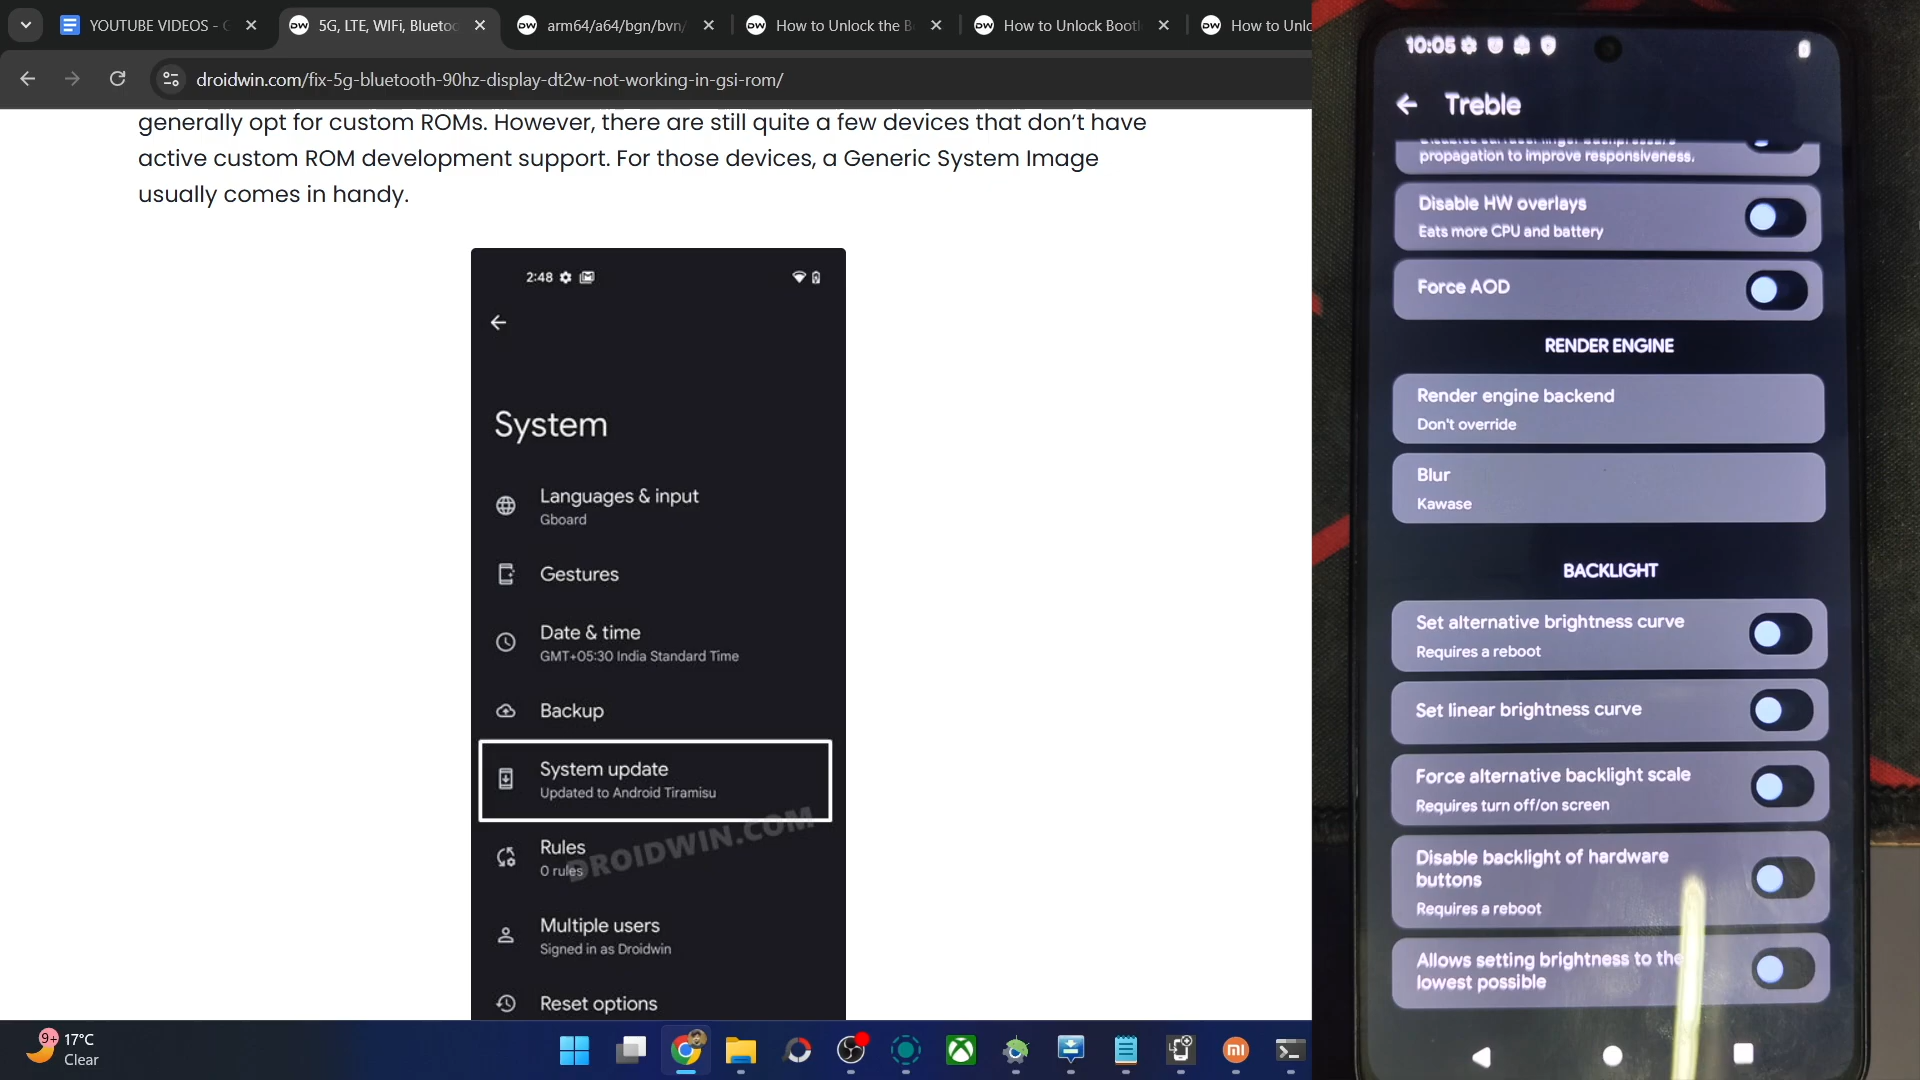 YOUTUBE VIDEOS -
5G, LTE, WIFi, Bluetoo
arm64/a64/bgn/bvn/
How to Unlock the B
How to Unlock Bootl
How to Unlo
droidwin.com/fix-5g-bluetooth-90hz-display-dt2w-not-working-in-gsi-rom/
generally opt for custom ROMs. However, there are still quite a few devices that don’t have
active custom ROM development support. For those devices, a Generic System Image
usually comes in handy.
2:48
System
Languages & input
Gboard
Gestures
Date & time
GMT+05:30 India Standard Time
Backup
System update
Updated to Android Tiramisu
DROIDWIN.COM
Rules
0 rules
Multiple users
Signed in as Droidwin
Reset options
9+
17°C
Clear
10:05
Treble
propagation to improve responsiveness.
Disable HW overlays
Eats more CPU and battery
Force AOD
RENDER ENGINE
Render engine backend
Don't override
Blur
Kawase
BACKLIGHT
Set alternative brightness curve
Requires a reboot
Set linear brightness curve
Force alternative backlight scale
Requires turn off/on screen
Disable backlight of hardware
buttons
Requires a reboot
Allows setting brightness to the
lowest possible